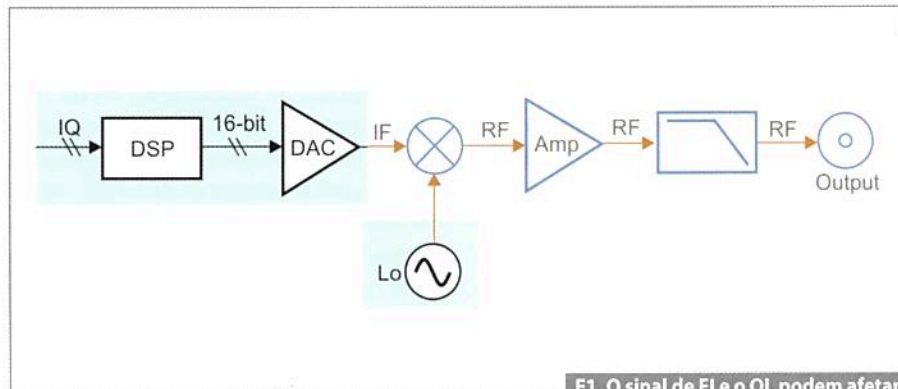 IQ
DSP
16-bit
DAC
IF
RF
Amp
RF
RF
Output
Lo
F1. O sinal de FI e o OL podem afetar